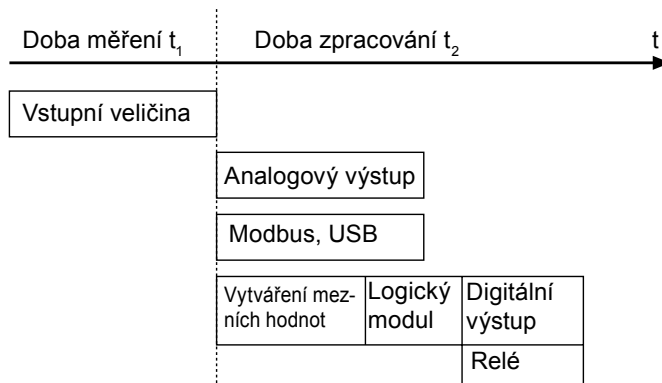 Doba měření t1
Doba zpracování t2
t
Vstupní veličina
Analogový výstup
Modbus, USB
Vytváření mez-
ních hodnot
Logický
modul
Digitální
výstup
Relé